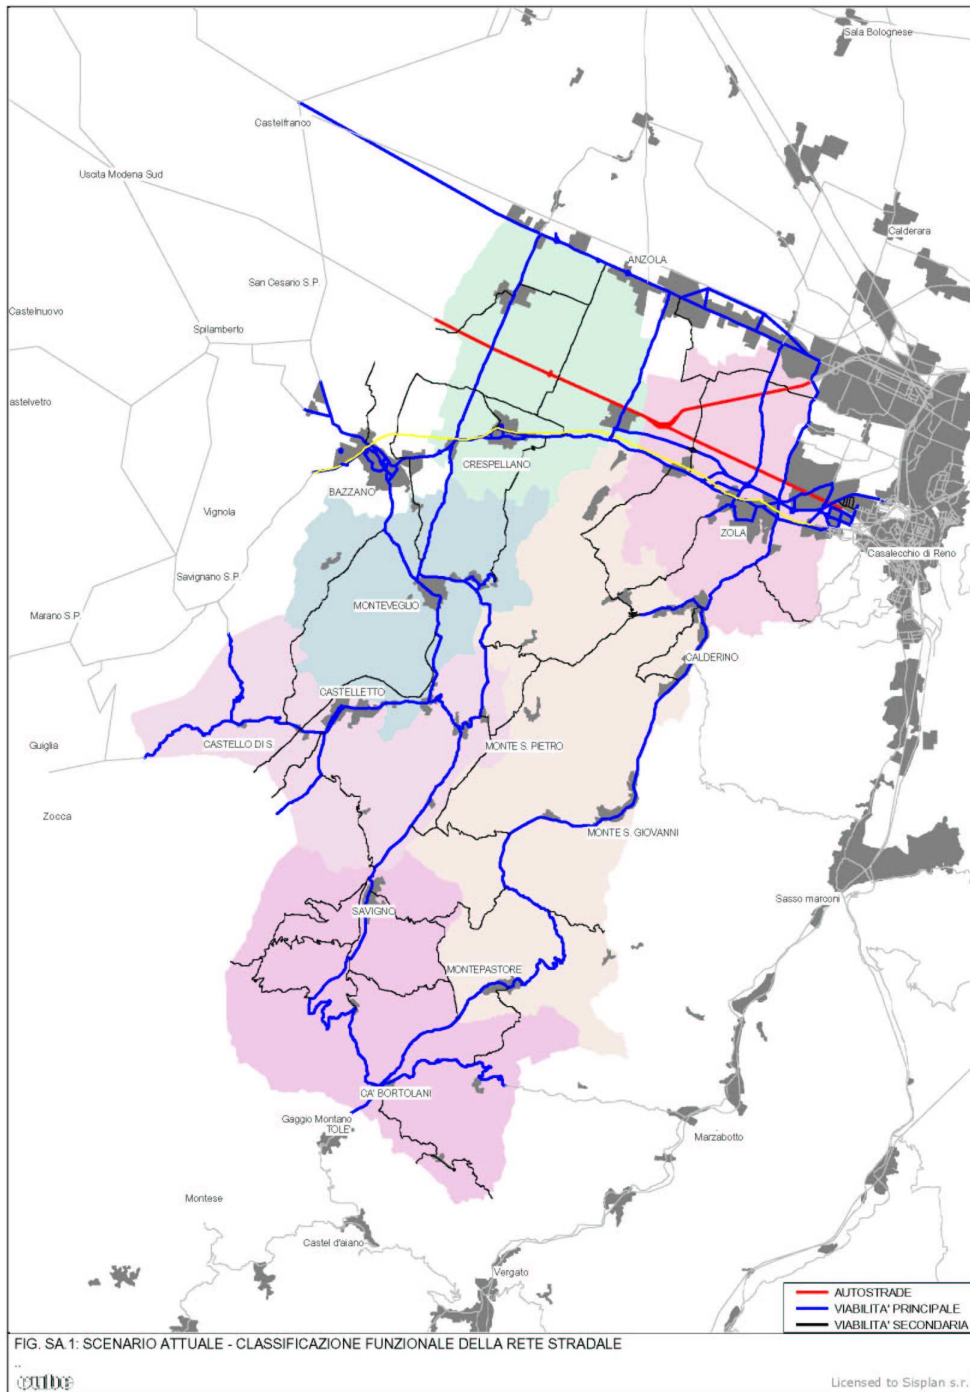 Sala Bolognese
Castelfranco
Uscita Modena Sud
Calderara
ANZOLA
San Cesario S.P.
Castelnuovo
Spilamberto
astelvetro
CRESPELLANO
BAZZANO
Vignola
ZOLA
Casalecchio di Reno
Savignano S.P.
MONTEVEGLIO
Marano S.P.
CALDERINO
CASTELLETTO
Guiglia
CASTELLO DI S.
MONTE S. PIETRO
Zocca
MONTE S. GIOVANNI
Sasso marconi
SAVIGNO
MONTEPASTORE
CA' BORTOLANI
Gaggio Montano
TOLE'
Marzabotto
Montese
Castel d'aiano
Vergato
AUTOSTRADE
VIABILITA' PRINCIPALE
VIABILITA' SECONDARIA
FIG. SA.1: SCENARIO ATTUALE - CLASSIFICAZIONE FUNZIONALE DELLA RETE STRADALE
..
cube
Licensed to Sisplan s.r.